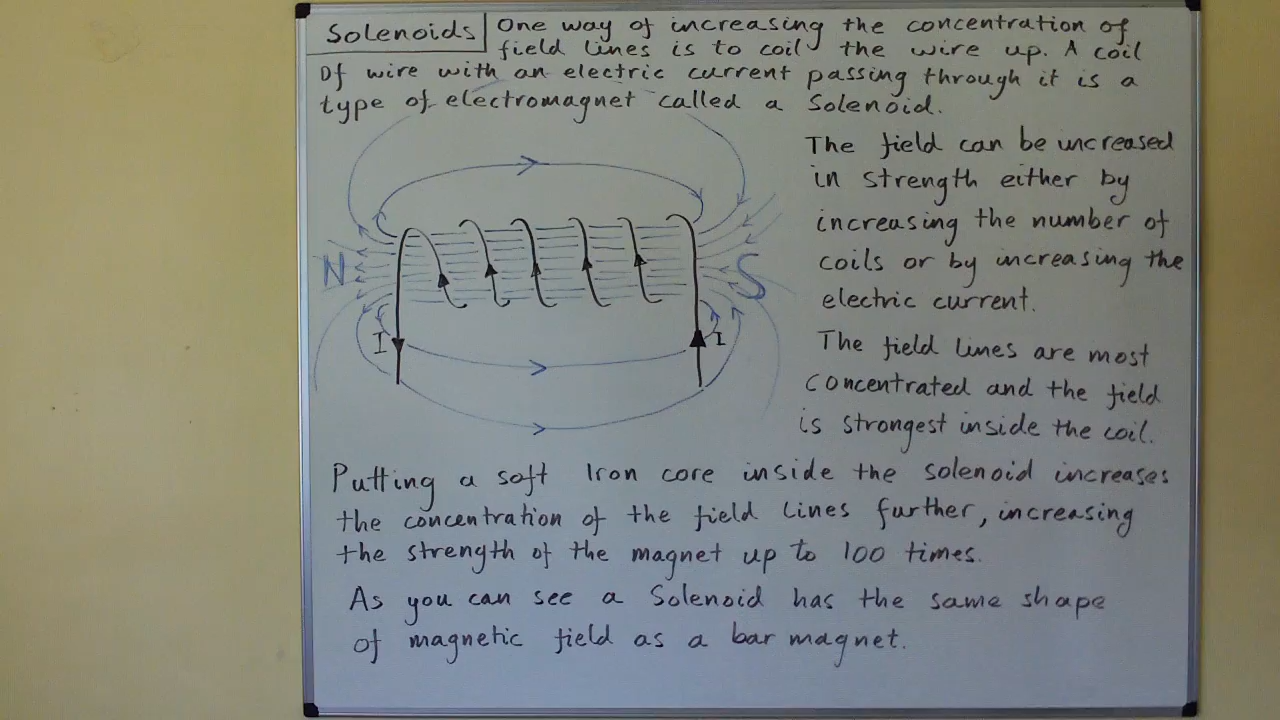 Solenoids
One way of increasing the concentration of
field lines is to coil the wire up. A coil
Of wire with an electric current passing through it is a
type of electromagnet called a Solenoid.
The field can be increased
in strength either by
increasing the number of
coils or by increasing the
electric current.
N
S
I
I
The field lines are most
concentrated and the field
is strongest inside the coil.
Putting a soft Iron core inside the solenoid increases
the concentration of the field lines further, increasing
the strength of the magnet up to 100 times.
As you can see a Solenoid has the same shape
of magnetic field as a bar magnet.